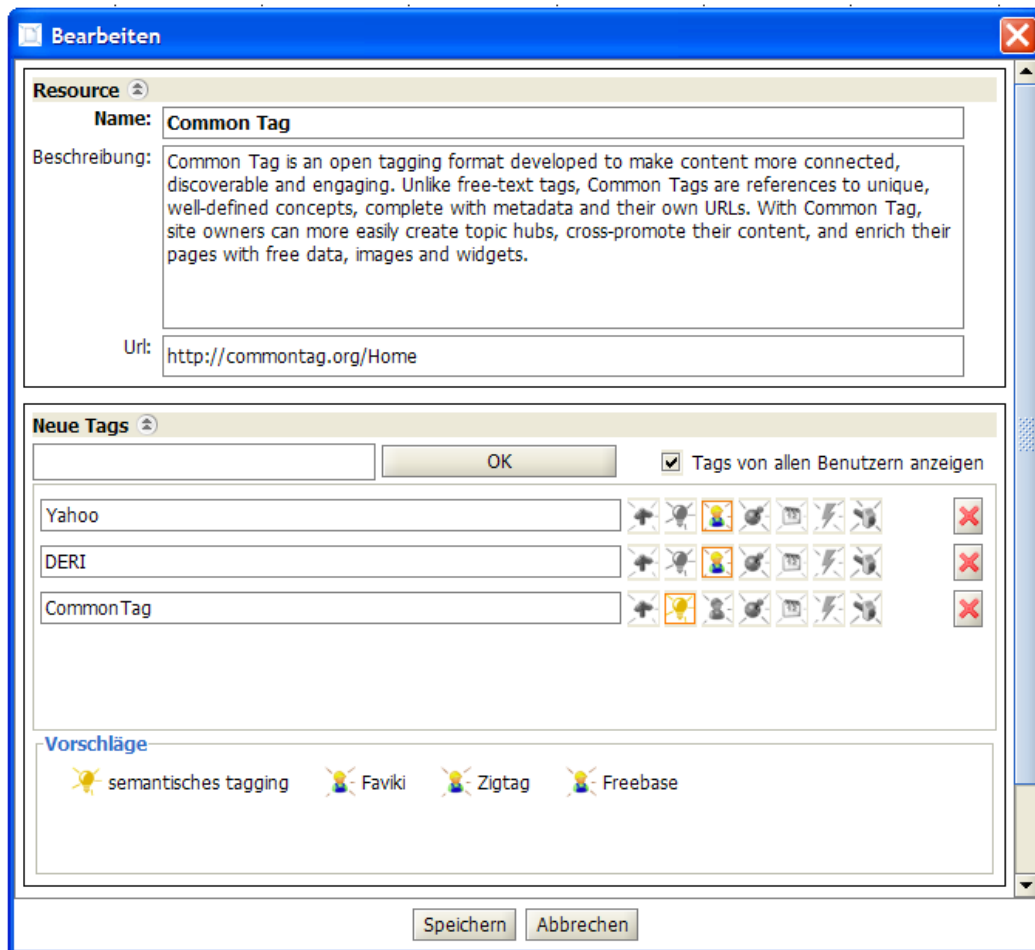 Bearbeiten
Resource
Name: Common Tag
Beschreibung: Common Tag is an open tagging format developed to make content more connected,
discoverable and engaging. Unlike free-text tags, Common Tags are references to unique,
well-defined concepts, complete with metadata and their own URLs. With Common Tag,
site owners can more easily create topic hubs, cross-promote their content, and enrich their
pages with free data, images and widgets.
Url: http://commontag.org/Home
Neue Tags
OK Tags von allen Benutzern anzeigen
Yahoo
DERI
CommonTag
Vorschläge
semantisches tagging Faviki Zigtag Freebase
Speichern Abbrechen